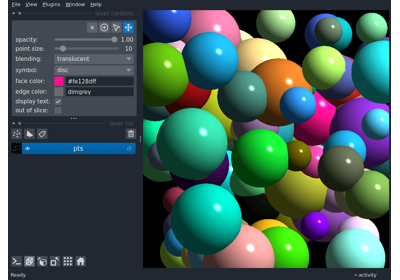 File View Plugins Window Help
layer controls
opacity: 1.00
point size: 10
blending: translucent
symbol: disc
face color: #fe128dff
edge color: dimgrey
display text:
out of slice:
layer list
pts
Ready
activity